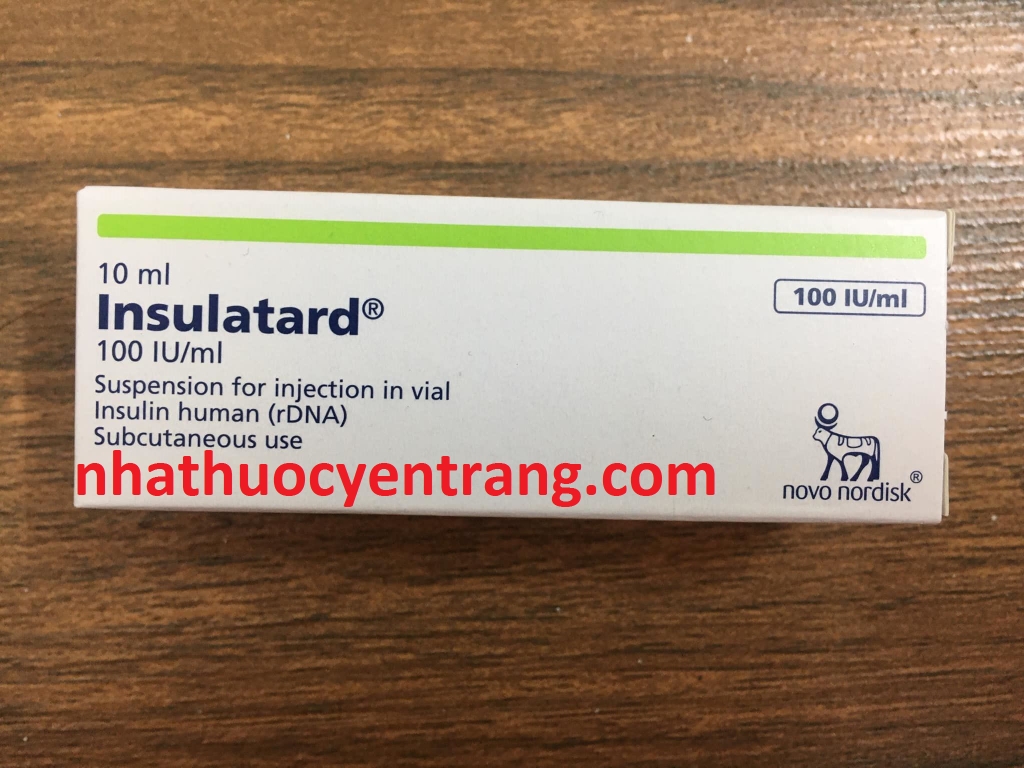 10 ml
Insulatard®
100 IU/ml
100 IU/ml
Suspension for injection in vial
Insulin human (rDNA)
Subcutaneous use
nhathuocyentrang.com
novo nordisk®